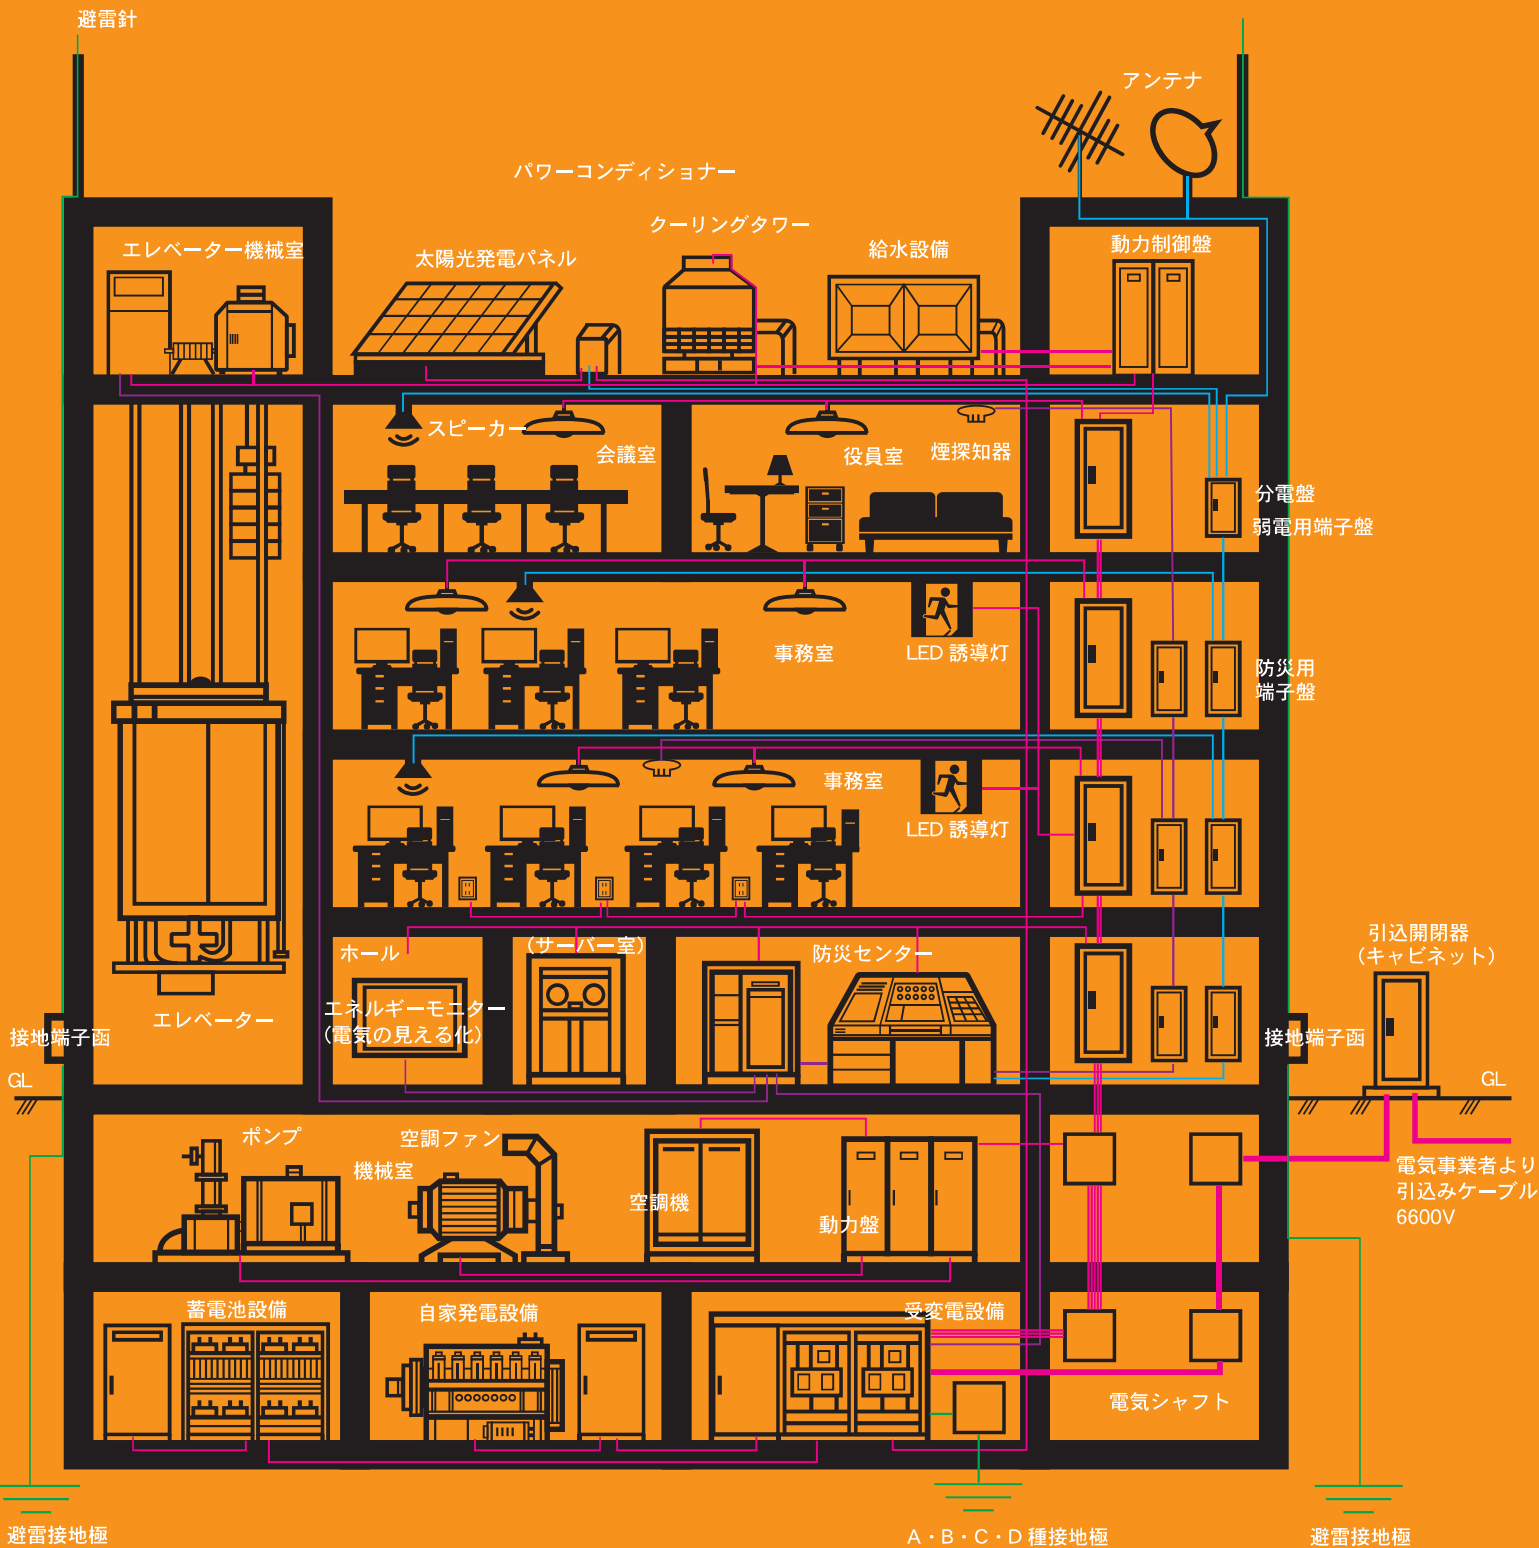 避雷針
アンテナ
パワーコンディショナー
クーリングタワー
エレベーター機械室
太陽光発電パネル
給水設備
動力制御盤
スピーカー
会議室
役員室
煙探知器
分電盤
弱電用端子盤
事務室
LED 誘導灯
防災用
端子盤
事務室
LED 誘導灯
ホール
(サーバー室)
防災センター
引込開閉器
(キャビネット)
エネルギーモニター
(電気の見える化)
エレベーター
接地端子函
接地端子函
GL
GL
ポンプ
空調ファン
機械室
空調機
動力盤
電気事業者より
引込みケーブル
6600V
蓄電池設備
自家発電設備
受変電設備
電気シャフト
避雷接地極
A・B・C・D 種接地極
避雷接地極